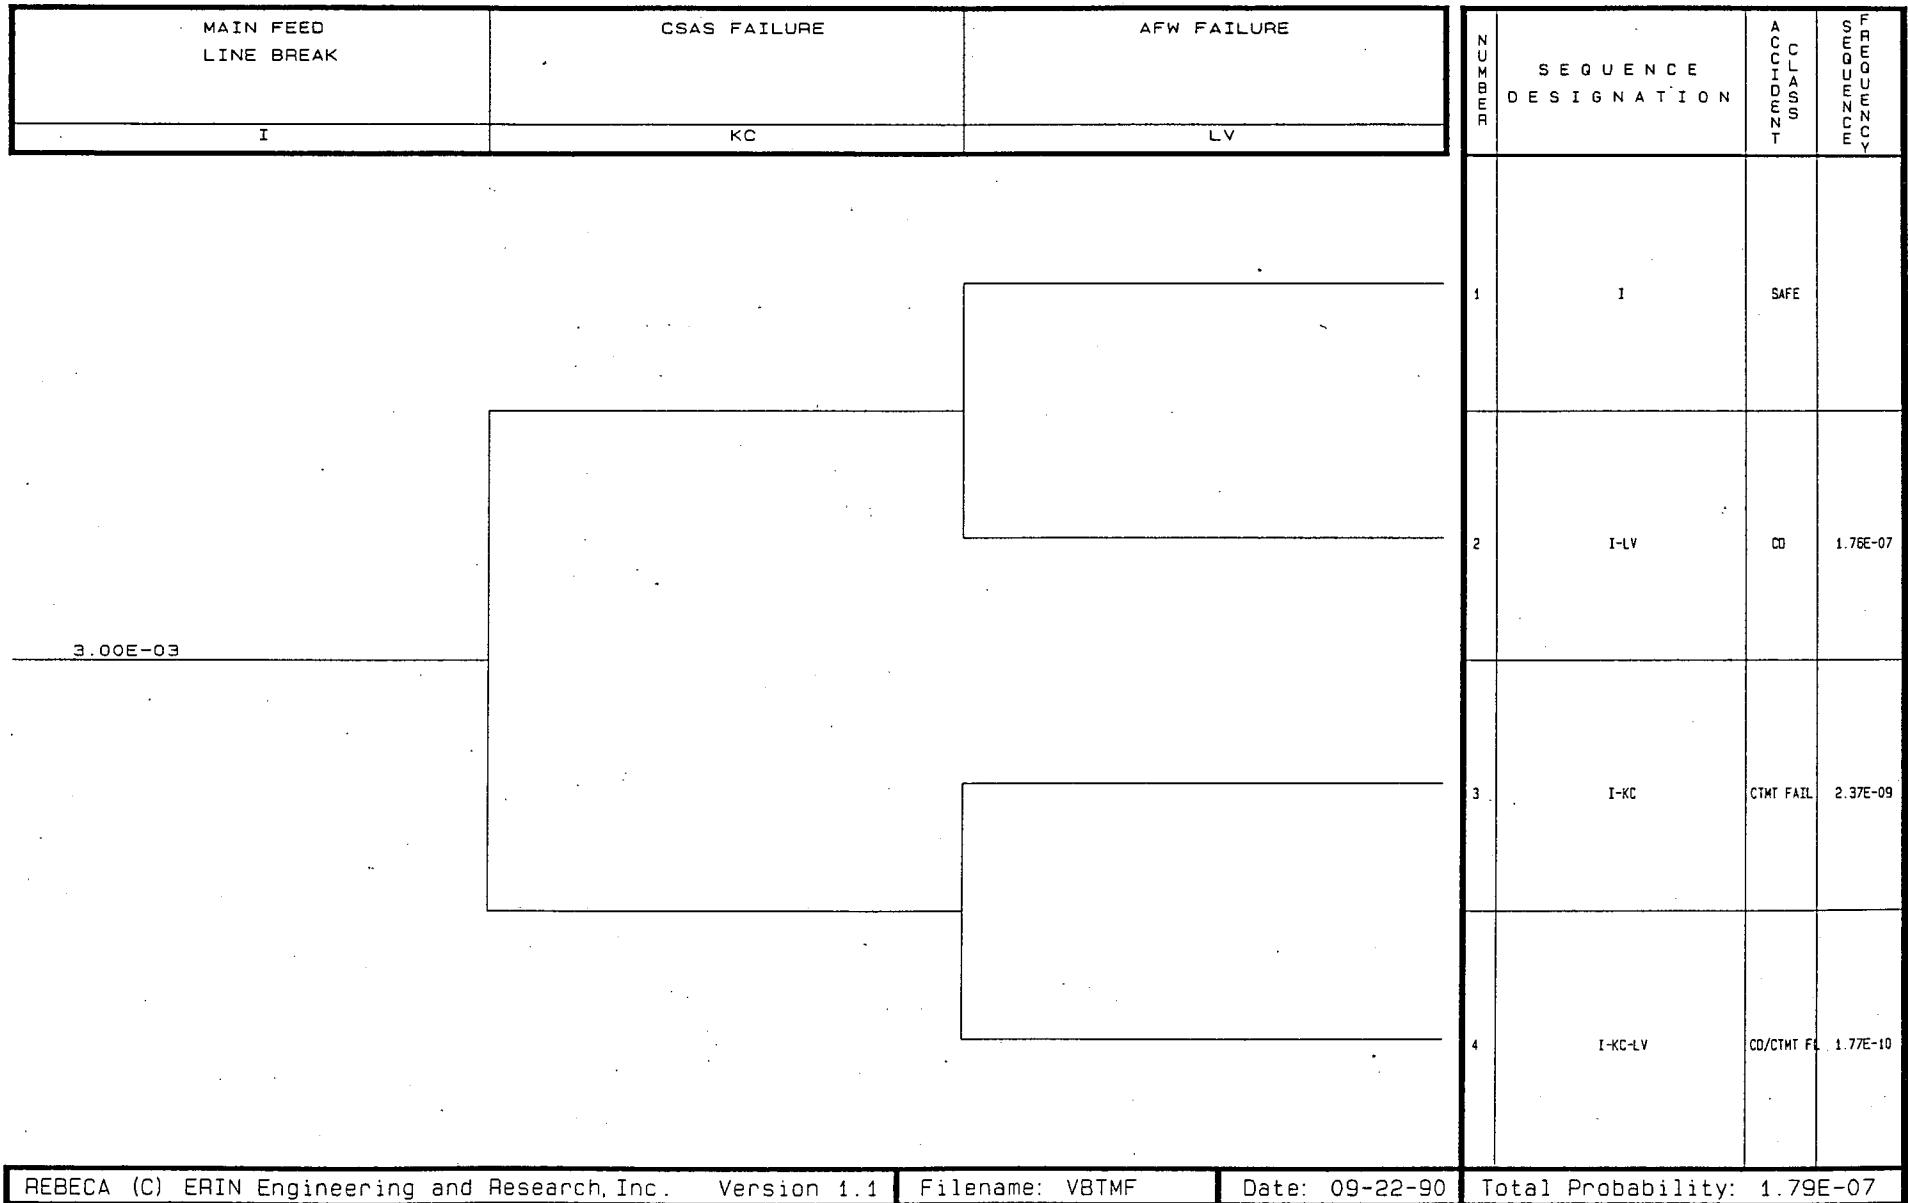 MAIN FEED
LINE BREAK
CSAS FAILURE
AFW FAILURE
NUMBER
SEQUENCE
DESIGNATION
ACCIDENT
CLASS
SEQUENCE
FREQUENCY
I
KC
LV
1
I
SAFE
2
I-LV
CD
1.76E-07
3.00E-03
3
I-KC
CTMT FAIL
2.37E-09
4
I-KC-LV
CD/CTMT FL
1.77E-10
REBECA (C) ERIN Engineering and Research, Inc. Version 1.1
Filename: VBTMF
Date: 09-22-90
Total Probability: 1.79E-07